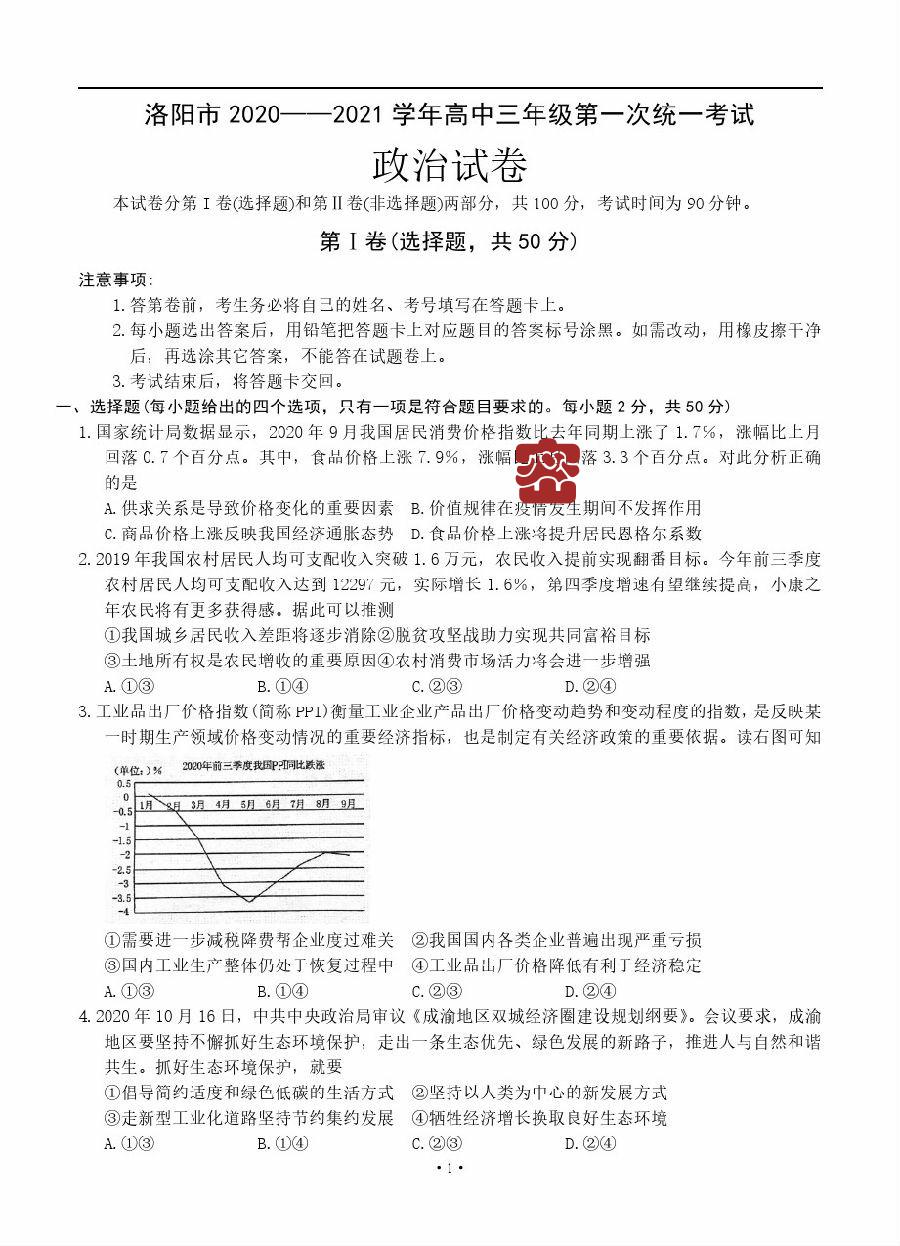 洛阳市 2020——2021 学年高中三年级第一次统一考试
政治试卷
本试卷分第Ⅰ卷(选择题)和第Ⅱ卷(非选择题)两部分，共 100 分，考试时间为 90 分钟。
第Ⅰ卷(选择题，共 50 分)
注意事项:
1. 答第卷前，考生务必将自己的姓名、考号填写在答题卡上。
2. 每小题选出答案后，用铅笔把答题卡上对应题目的答案标号涂黑。如需改动，用橡皮擦干净
后，再选涂其它答案，不能答在试题卷上。
3. 考试结束后，将答题卡交回。
一、选择题(每小题给出的四个选项，只有一项是符合题目要求的。每小题 2 分，共 50 分)
1. 国家统计局数据显示，2020 年 9 月我国居民消费价格指数比去年同期上涨了 1.7%，涨幅比上月
回落 0.7 个百分点。其中，食品价格上涨 7.9%，涨幅 落 3.3 个百分点。对此分析正确
的是
A. 供求关系是导致价格变化的重要因素 B. 价值规律在疫情发生期间不发挥作用
C. 商品价格上涨反映我国经济通胀态势 D. 食品价格上涨将提升居民恩格尔系数
2. 2019 年我国农村居民人均可支配收入突破 1.6 万元，农民收入提前实现翻番目标。今年前三季度
农村居民人均可支配收入达到 12297 元，实际增长 1.6%，第四季度增速有望继续提高，小康之
年农民将有更多获得感。据此可以推测
①我国城乡居民收入差距将逐步消除②脱贫攻坚战助力实现共同富裕目标
③土地所有权是农民增收的重要原因④农村消费市场活力将会进一步增强
A. ①③ B. ①④ C. ②③ D. ②④
3. 工业品出厂价格指数(简称 PPI)衡量工业企业产品出厂价格变动趋势和变动程度的指数，是反映某
一时期生产领域价格变动情况的重要经济指标，也是制定有关经济政策的重要依据。读右图可知
(单位:)% 2020年前三季度我国PPI同比跌涨
0.5
0
1月 2月 3月 4月 5月 6月 7月 8月 9月
-0.5
-1
-1.5
-2
-2.5
-3
-3.5
-4
①需要进一步减税降费帮企业度过难关 ②我国国内各类企业普遍出现严重亏损
③国内工业生产整体仍处于恢复过程中 ④工业品出厂价格降低有利于经济稳定
A. ①③ B. ①④ C. ②③ D. ②④
4. 2020 年 10 月 16 日，中共中央政治局审议《成渝地区双城经济圈建设规划纲要》。会议要求，成渝
地区要坚持不懈抓好生态环境保护，走出一条生态优先、绿色发展的新路子，推进人与自然和谐
共生。抓好生态环境保护，就要
①倡导简约适度和绿色低碳的生活方式 ②坚持以人类为中心的新发展方式
③走新型工业化道路坚持节约集约发展 ④牺牲经济增长换取良好生态环境
A. ①③ B. ①④ C. ②③ D. ②④
• 1 •